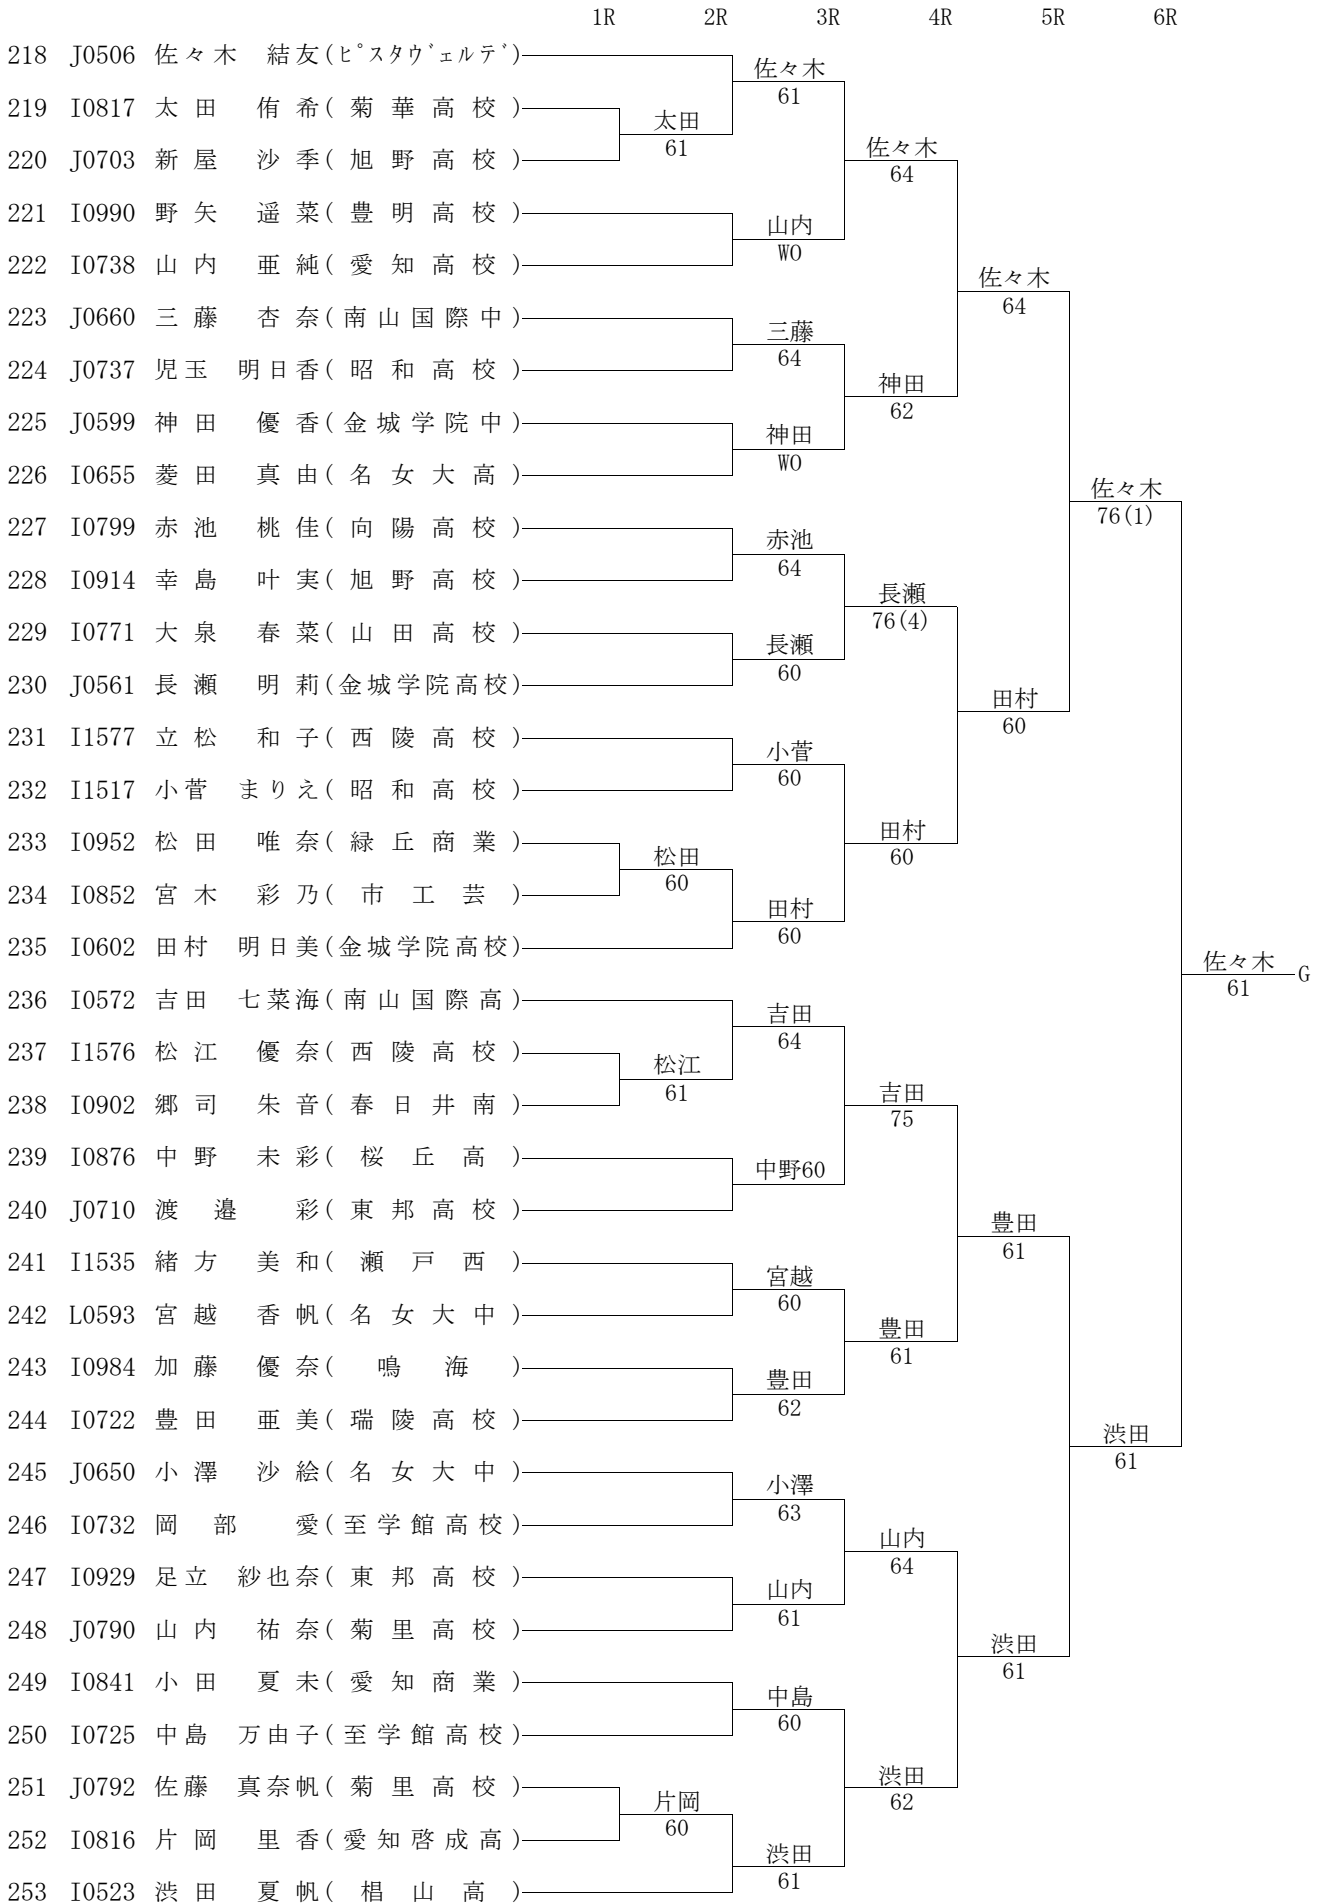 1R 2R 3R 4R 5R 6R
218 J0506 佐々木 結友(ﾋﾟｽﾀｳﾞｪﾙﾃﾞ)
佐々木
61
219 I0817 太田 侑希(菊華高校)
太田
61
220 J0703 新屋 沙季(旭野高校)
佐々木
64
221 I0990 野矢 遥菜(豊明高校)
山内
WO
222 I0738 山内 亜純(愛知高校)
佐々木
64
223 J0660 三藤 杏奈(南山国際中)
三藤
64
224 J0737 児玉 明日香(昭和高校)
神田
62
225 J0599 神田 優香(金城学院中)
神田
WO
226 I0655 菱田 真由(名女大高)
佐々木
76(1)
227 I0799 赤池 桃佳(向陽高校)
赤池
64
228 I0914 幸島 叶実(旭野高校)
長瀬
76(4)
229 I0771 大泉 春菜(山田高校)
長瀬
60
230 J0561 長瀬 明莉(金城学院高校)
田村
60
231 I1577 立松 和子(西陵高校)
小菅
60
232 I1517 小菅 まりえ(昭和高校)
233 I0952 松田 唯奈(緑丘商業)
田村
60
松田
60
234 I0852 宮木 彩乃(市工芸)
田村
60
235 I0602 田村 明日美(金城学院高校)
佐々木 G
61
236 I0572 吉田 七菜海(南山国際高)
吉田
64
237 I1576 松江 優奈(西陵高校)
松江
61
238 I0902 郷司 朱音(春日井南)
吉田
75
239 I0876 中野 未彩(桜丘高)
中野60
240 J0710 渡邉 彩(東邦高校)
豊田
61
241 I1535 緒方 美和(瀬戸西)
宮越
60
242 L0593 宮越 香帆(名女大中)
豊田
61
243 I0984 加藤 優奈(鳴海)
豊田
62
244 I0722 豊田 亜美(瑞陵高校)
渋田
61
245 J0650 小澤 沙絵(名女大中)
小澤
63
246 I0732 岡部 愛(至学館高校)
山内
64
247 I0929 足立 紗也奈(東邦高校)
山内
61
248 J0790 山内 祐奈(菊里高校)
渋田
61
249 I0841 小田 夏未(愛知商業)
中島
60
250 I0725 中島 万由子(至学館高校)
渋田
62
251 J0792 佐藤 真奈帆(菊里高校)
片岡
60
252 I0816 片岡 里香(愛知啓成高)
渋田
61
253 I0523 渋田 夏帆(椙山高)